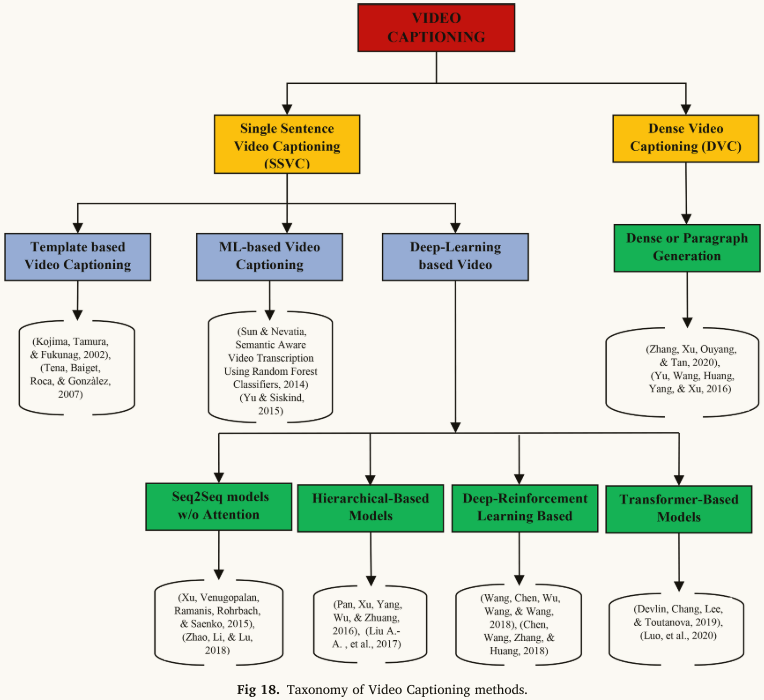 VIDEO
CAPTIONING
Single Sentence
Video Captioning
(SSVC)
Dense Video
Captioning (DVC)
Template based
Video Captioning
ML-based Video
Captioning
Deep-Learning
based Video
Dense or Paragraph
Generation
(Kojima, Tamura,
& Fukunag, 2002),
(Tena, Baiget,
Roca, & Gonzàlez,
2007)
(Sun & Nevatia,
Semantic Aware
Video Transcription
Using Random Forest
Classifiers, 2014)
(Yu & Siskind,
2015)
(Zhang, Xu, Ouyang,
& Tan, 2020),
(Yu, Wang, Huang,
Yang, & Xu, 2016)
Seq2Seq models
w/o Attention
Hierarchical-Based
Models
Deep-Reinforcement
Learning Based
Transformer-Based
Models
(Xu, Venugopalan,
Ramanis, Rohrbach,
& Saenko, 2015),
(Zhao, Li, & Lu,
2018)
(Pan, Xu, Yang,
Wu, & Zhuang,
2016), (Liu A.-
A. , et al., 2017)
(Wang, Chen, Wu,
Wang, & Wang,
2018), (Chen,
Wang, Zhang, &
Huang, 2018)
(Devlin, Chang, Lee,
& Toutanova, 2019),
(Luo, et al., 2020)
Fig 18. Taxonomy of Video Captioning methods.